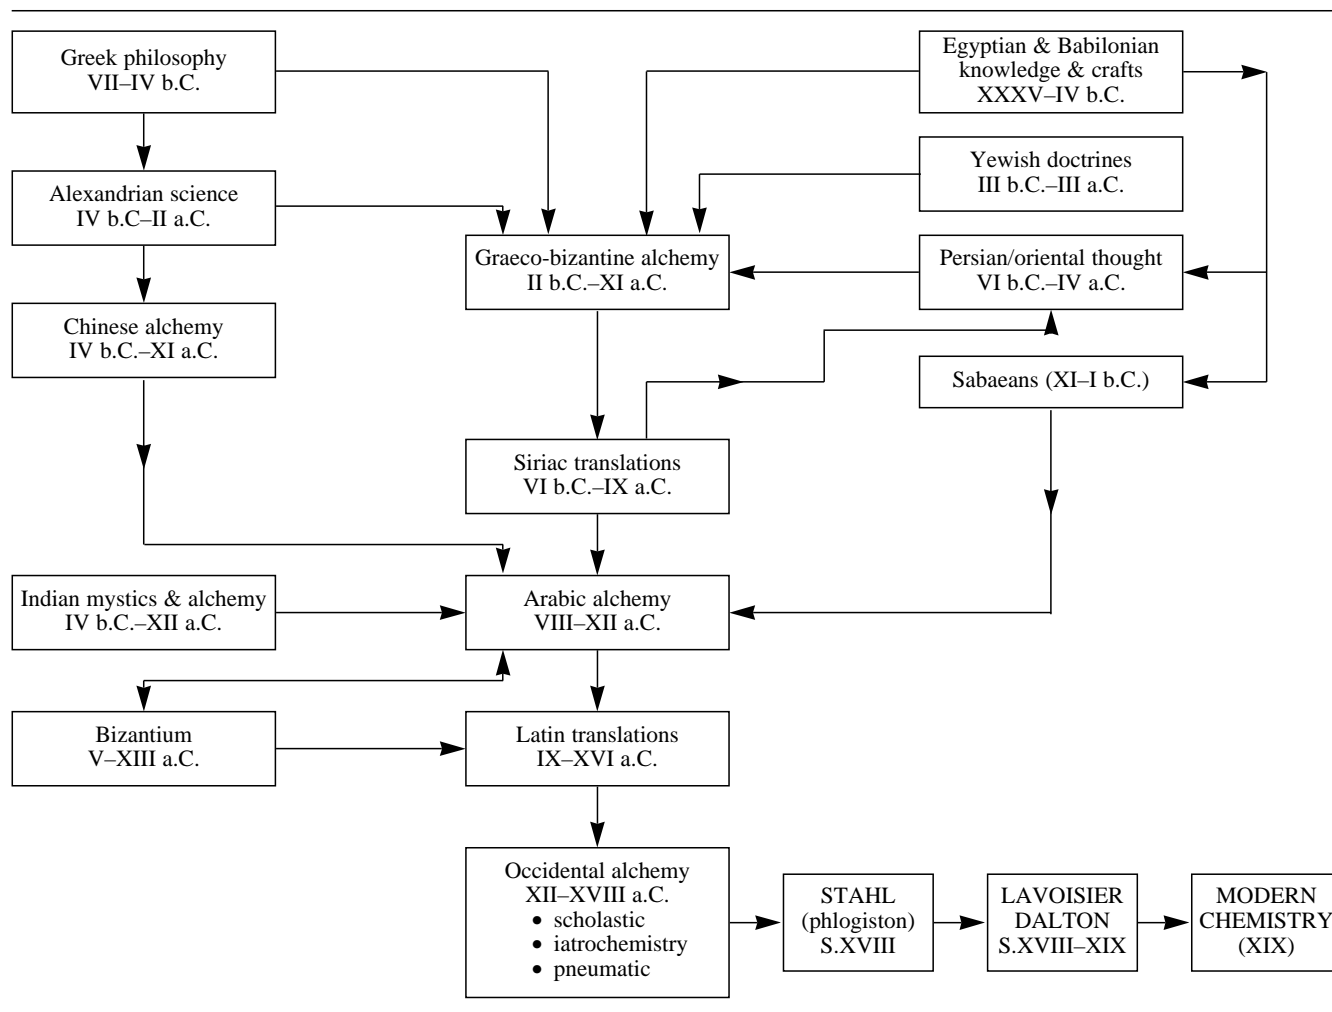 Greek philosophy
VII–IV b.C.
Egyptian & Babilonian
knowledge & crafts
XXXV–IV b.C.
Yewish doctrines
III b.C.–III a.C.
Alexandrian science
IV b.C–II a.C.
Graeco-bizantine alchemy
II b.C.–XI a.C.
Persian/oriental thought
VI b.C.–IV a.C.
Chinese alchemy
IV b.C.–XI a.C.
Sabaeans (XI–I b.C.)
Siriac translations
VI b.C.–IX a.C.
Indian mystics & alchemy
IV b.C.–XII a.C.
Arabic alchemy
VIII–XII a.C.
Bizantium
V–XIII a.C.
Latin translations
IX–XVI a.C.
Occidental alchemy
XII–XVIII a.C.
• scholastic
• iatrochemistry
• pneumatic
STAHL
(phlogiston)
S.XVIII
LAVOISIER
DALTON
S.XVIII–XIX
MODERN
CHEMISTRY
(XIX)